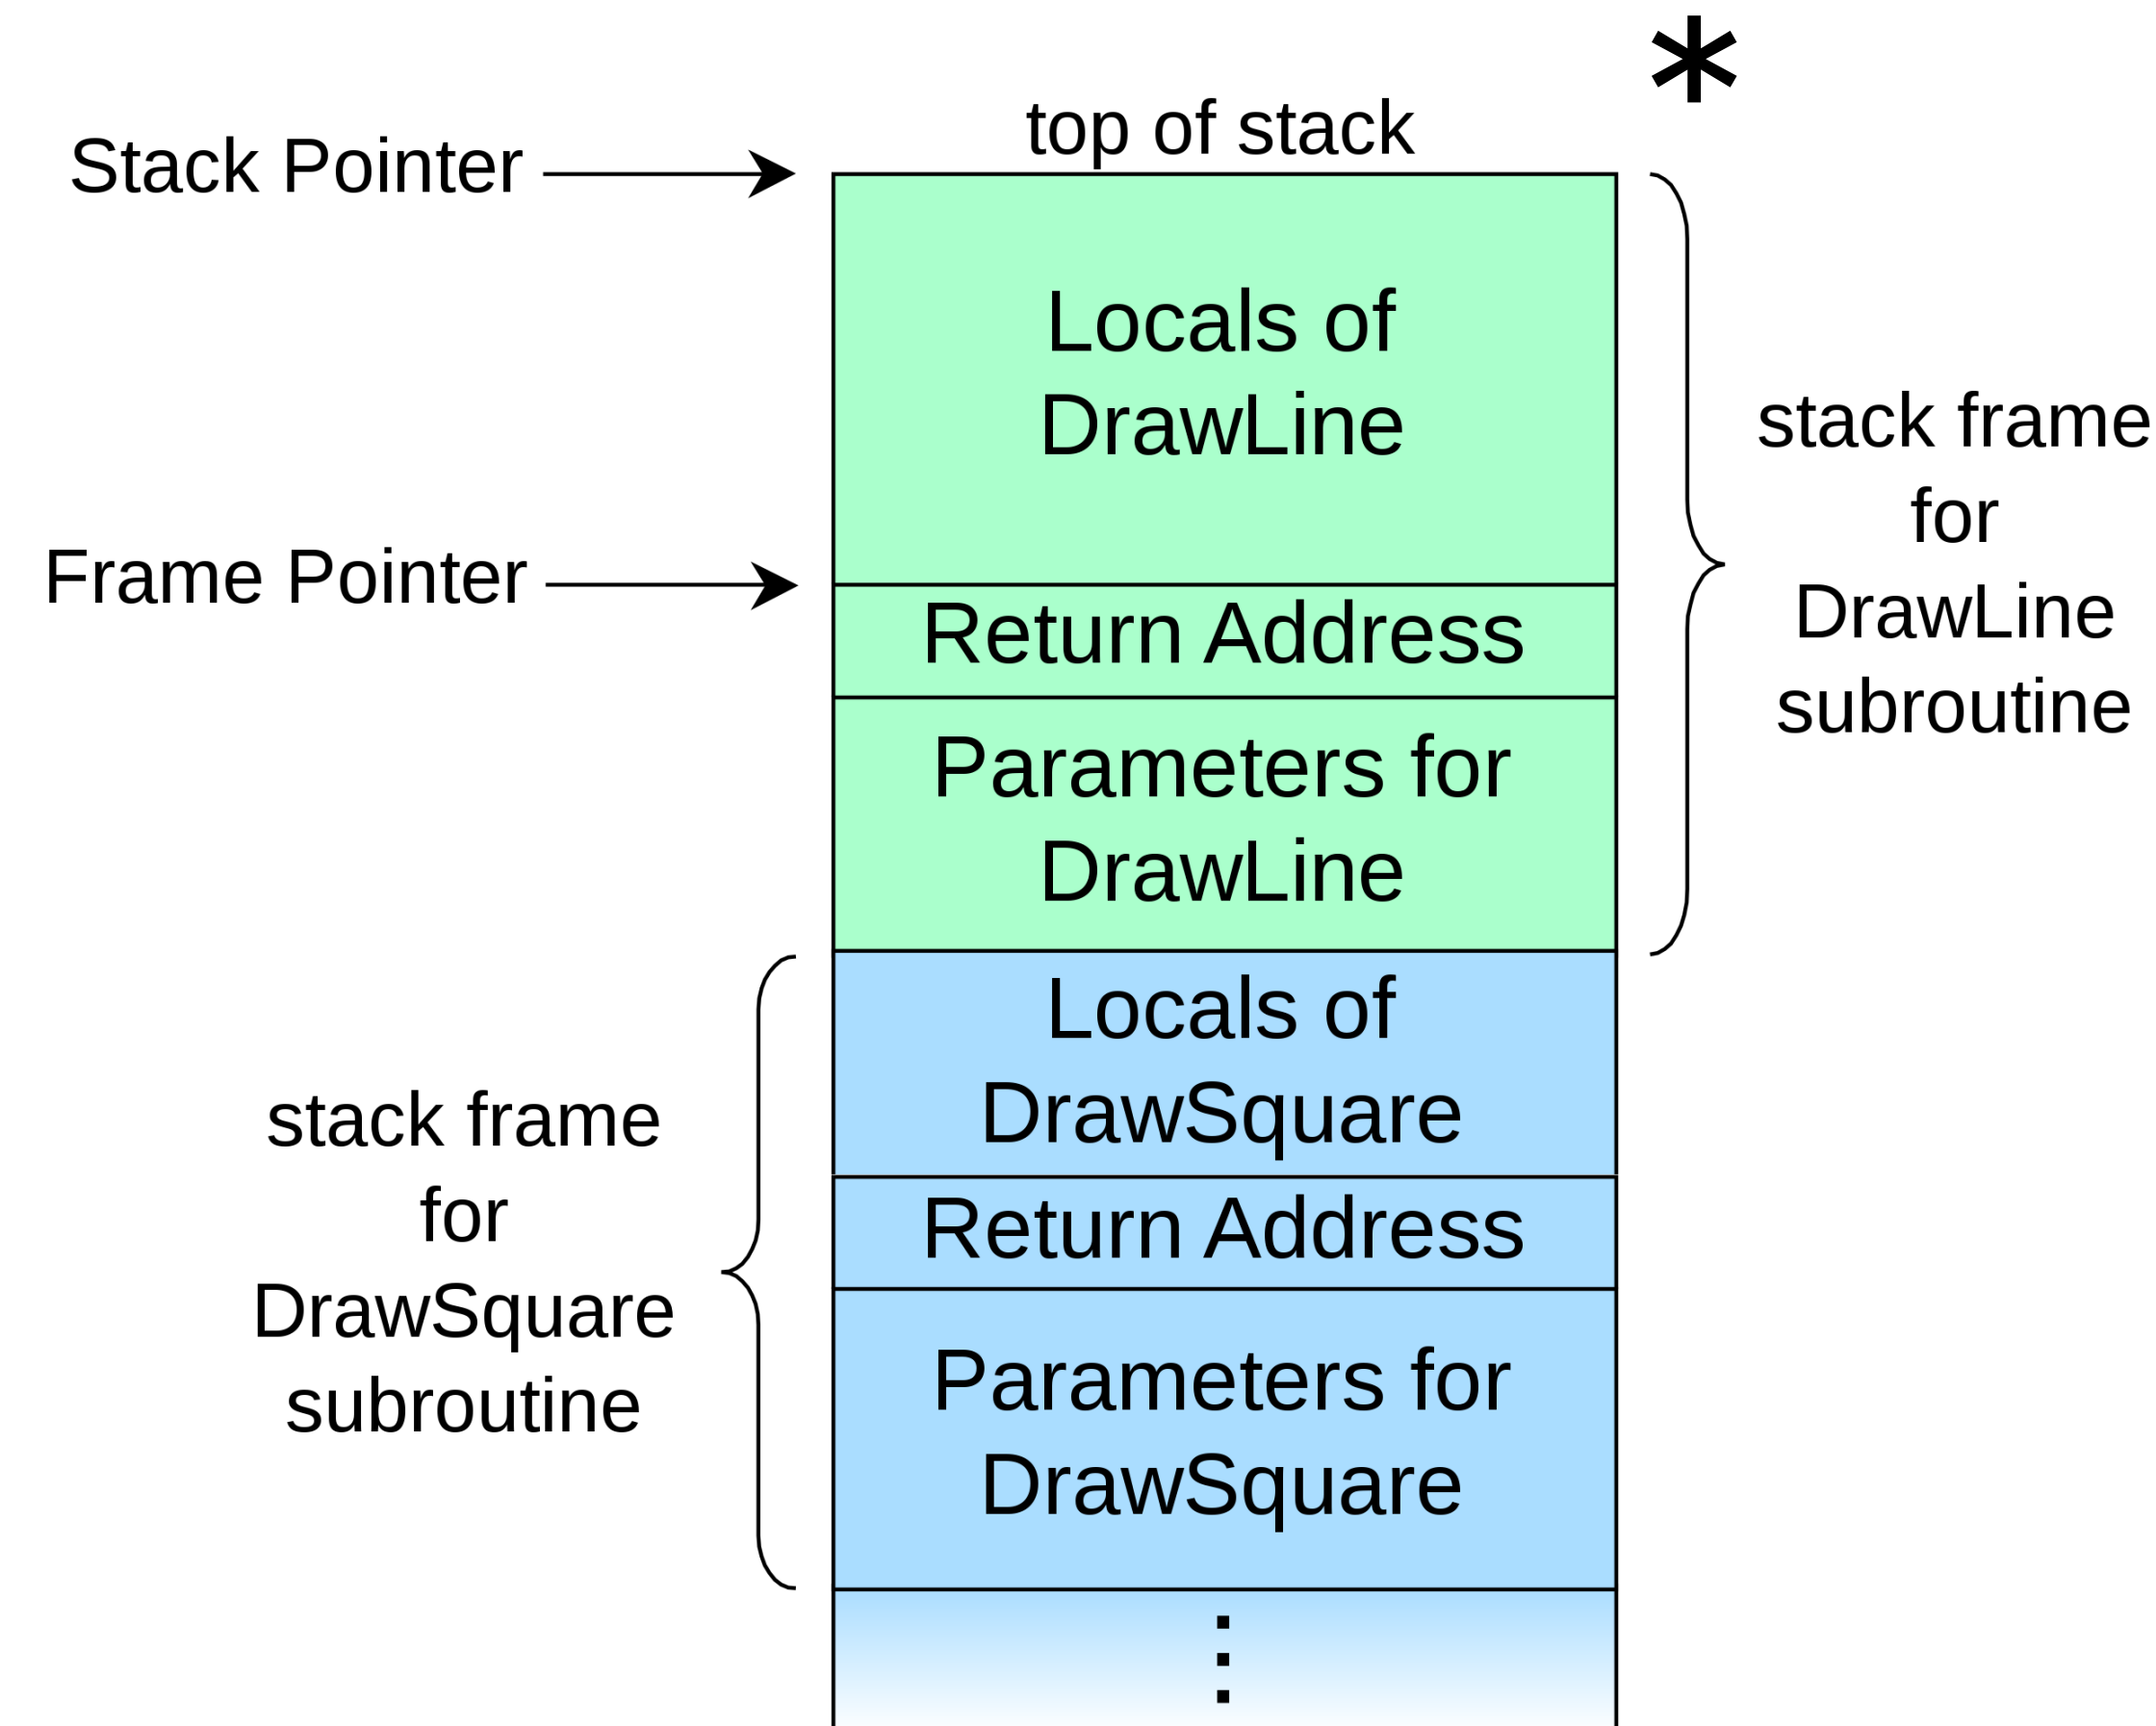 *
top of stack
Stack Pointer
Locals of
DrawLine
stack frame
for
DrawLine
subroutine
Frame Pointer
Return Address
Parameters for
DrawLine
Locals of
DrawSquare
stack frame
for
DrawSquare
subroutine
Return Address
Parameters for
DrawSquare
⋮